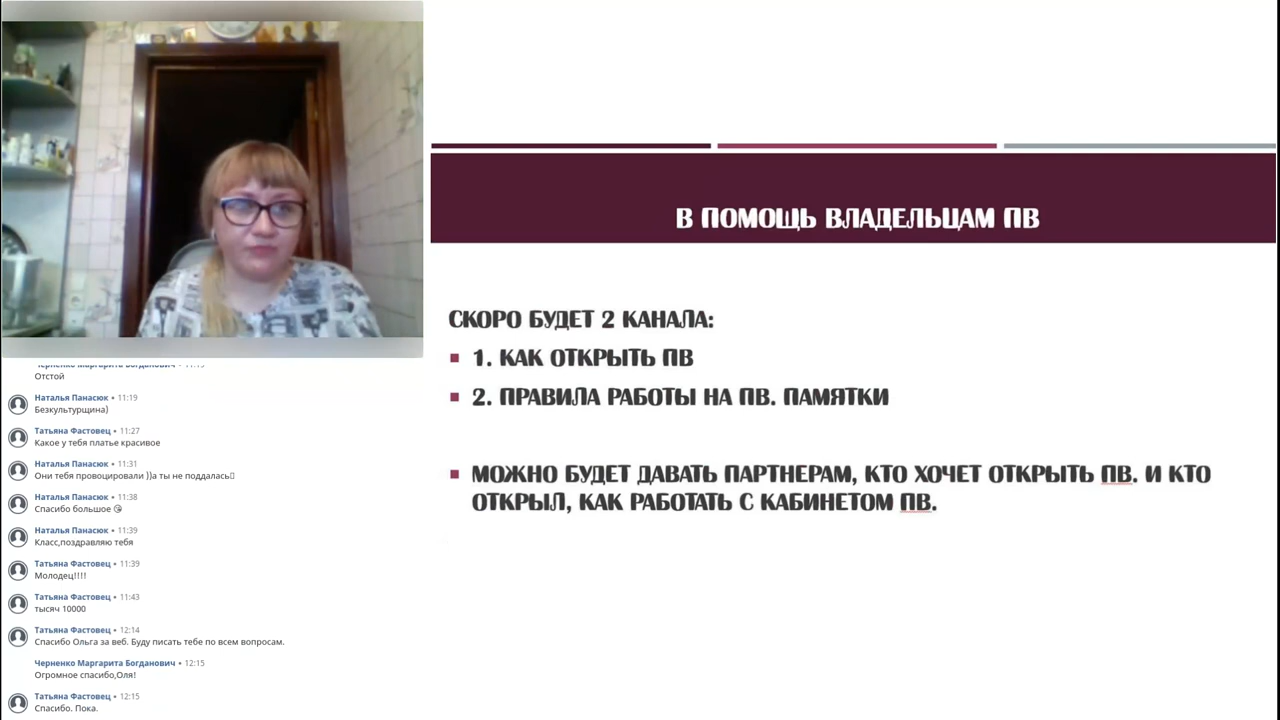 В ПОМОЩЬ ВЛАДЕЛЬЦАМ ПВ
СКОРО БУДЕТ 2 КАНАЛА:
1. КАК ОТКРЫТЬ ПВ
2. ПРАВИЛА РАБОТЫ НА ПВ. ПАМЯТКИ
МОЖНО БУДЕТ ДАВАТЬ ПАРТНЕРАМ, КТО ХОЧЕТ ОТКРЫТЬ ПВ. И КТО
ОТКРЫЛ, КАК РАБОТАТЬ С КАБИНЕТОМ ПВ.
Черненко Маргарита Богданович • 11:19
Отстой
Наталья Панасюк • 11:19
Безкультурщина)
Татьяна Фастовец • 11:27
Какое у тебя платье красивое
Наталья Панасюк • 11:31
Они тебя провоцировали ))а ты не поддалась
Наталья Панасюк • 11:38
Спасибо большое 😘
Наталья Панасюк • 11:39
Класс,поздравляю тебя
Татьяна Фастовец • 11:39
Молодец!!!!
Татьяна Фастовец • 11:43
тысяч 10000
Татьяна Фастовец • 12:14
Спасибо Ольга за веб. Буду писать тебе по всем вопросам.
Черненко Маргарита Богданович • 12:15
Огромное спасибо,Оля!
Татьяна Фастовец • 12:15
Спасибо. Пока.